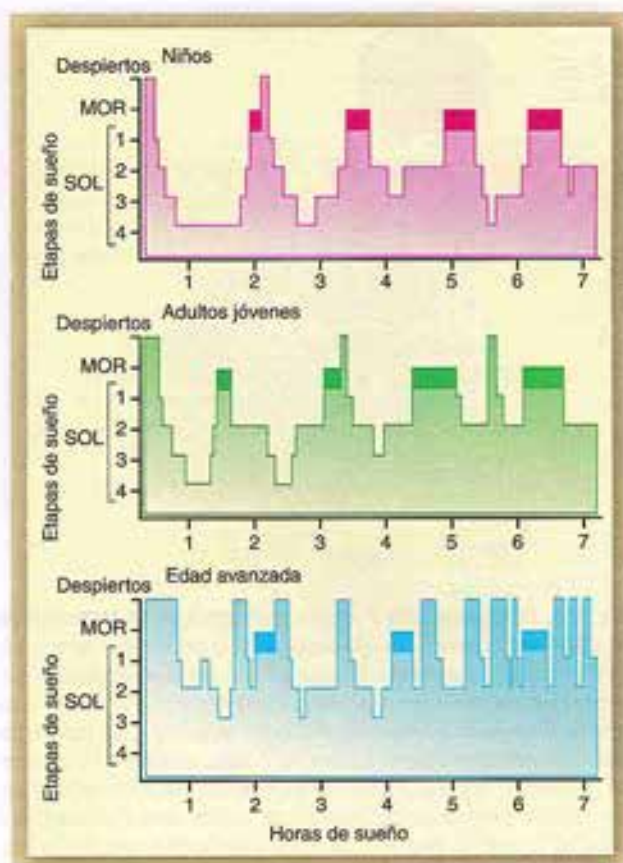 Niños
Despiertos
MOR
SOL
1
2
3
4
Etapas de sueño
1 2 3 4 5 6 7
Adultos jóvenes
Despiertos
MOR
SOL
1
2
3
4
Etapas de sueño
1 2 3 4 5 6 7
Edad avanzada
Despiertos
MOR
SOL
1
2
3
4
Etapas de sueño
1 2 3 4 5 6 7
Horas de sueño